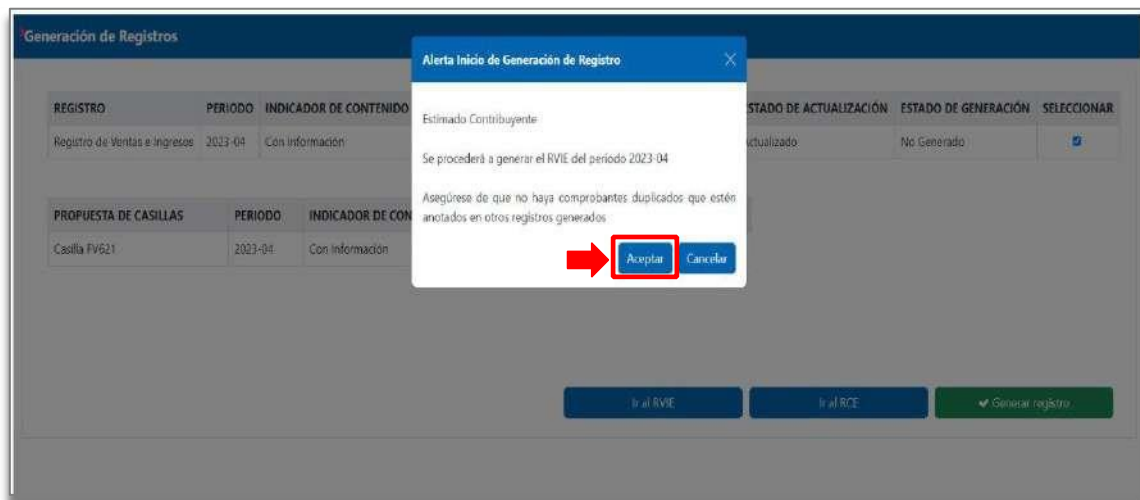 Generación de Registros
Alerta Inicio de Generación de Registro
REGISTRO PERIODO INDICADOR DE CONTENIDO STADO DE ACTUALIZACIÓN ESTADO DE GENERACIÓN SELECCIONAR
Estimado Contribuyente
Registro de Ventas e Ingresos 2023-04 Con Información ctualizado No Generado
Se procederá a generar el RVIE del periodo 2023-04
Asegúrese de que no haya comprobantes duplicados que estén
anotados en otros registros generados
PROPUESTA DE CASILLAS PERIODO INDICADOR DE CON
Casilla FV621 2023-04 Con Información
Aceptar Cancelar
Ir al RVIE Ir al RCE Generar registro